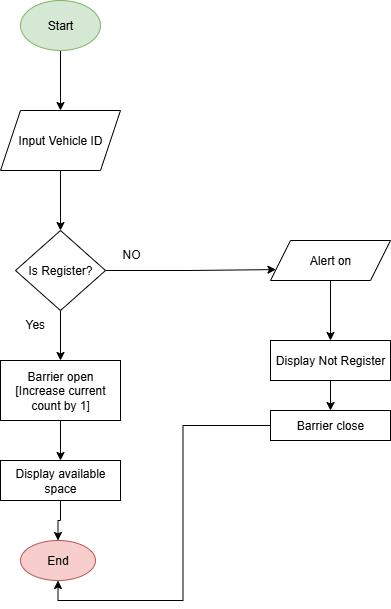 Start
Input Vehicle ID
Is Register?
NO
Alert on
Yes
Display Not Register
Barrier open
[Increase current
count by 1]
Barrier close
Display available
space
End